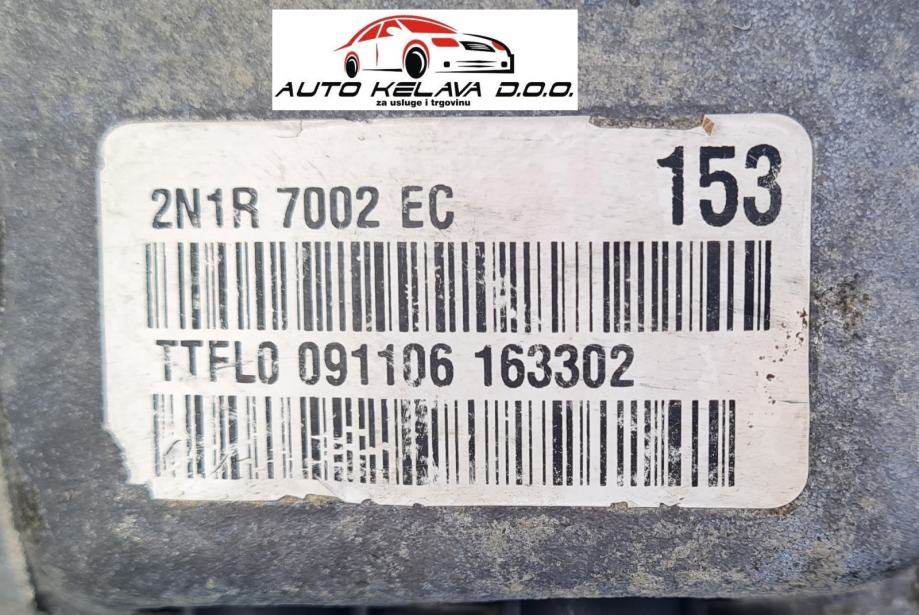 AUTO KELAVA D.O.O.
za usluge i trgovinu
2N1R 7002 EC 153
TTFL0 091106 163302